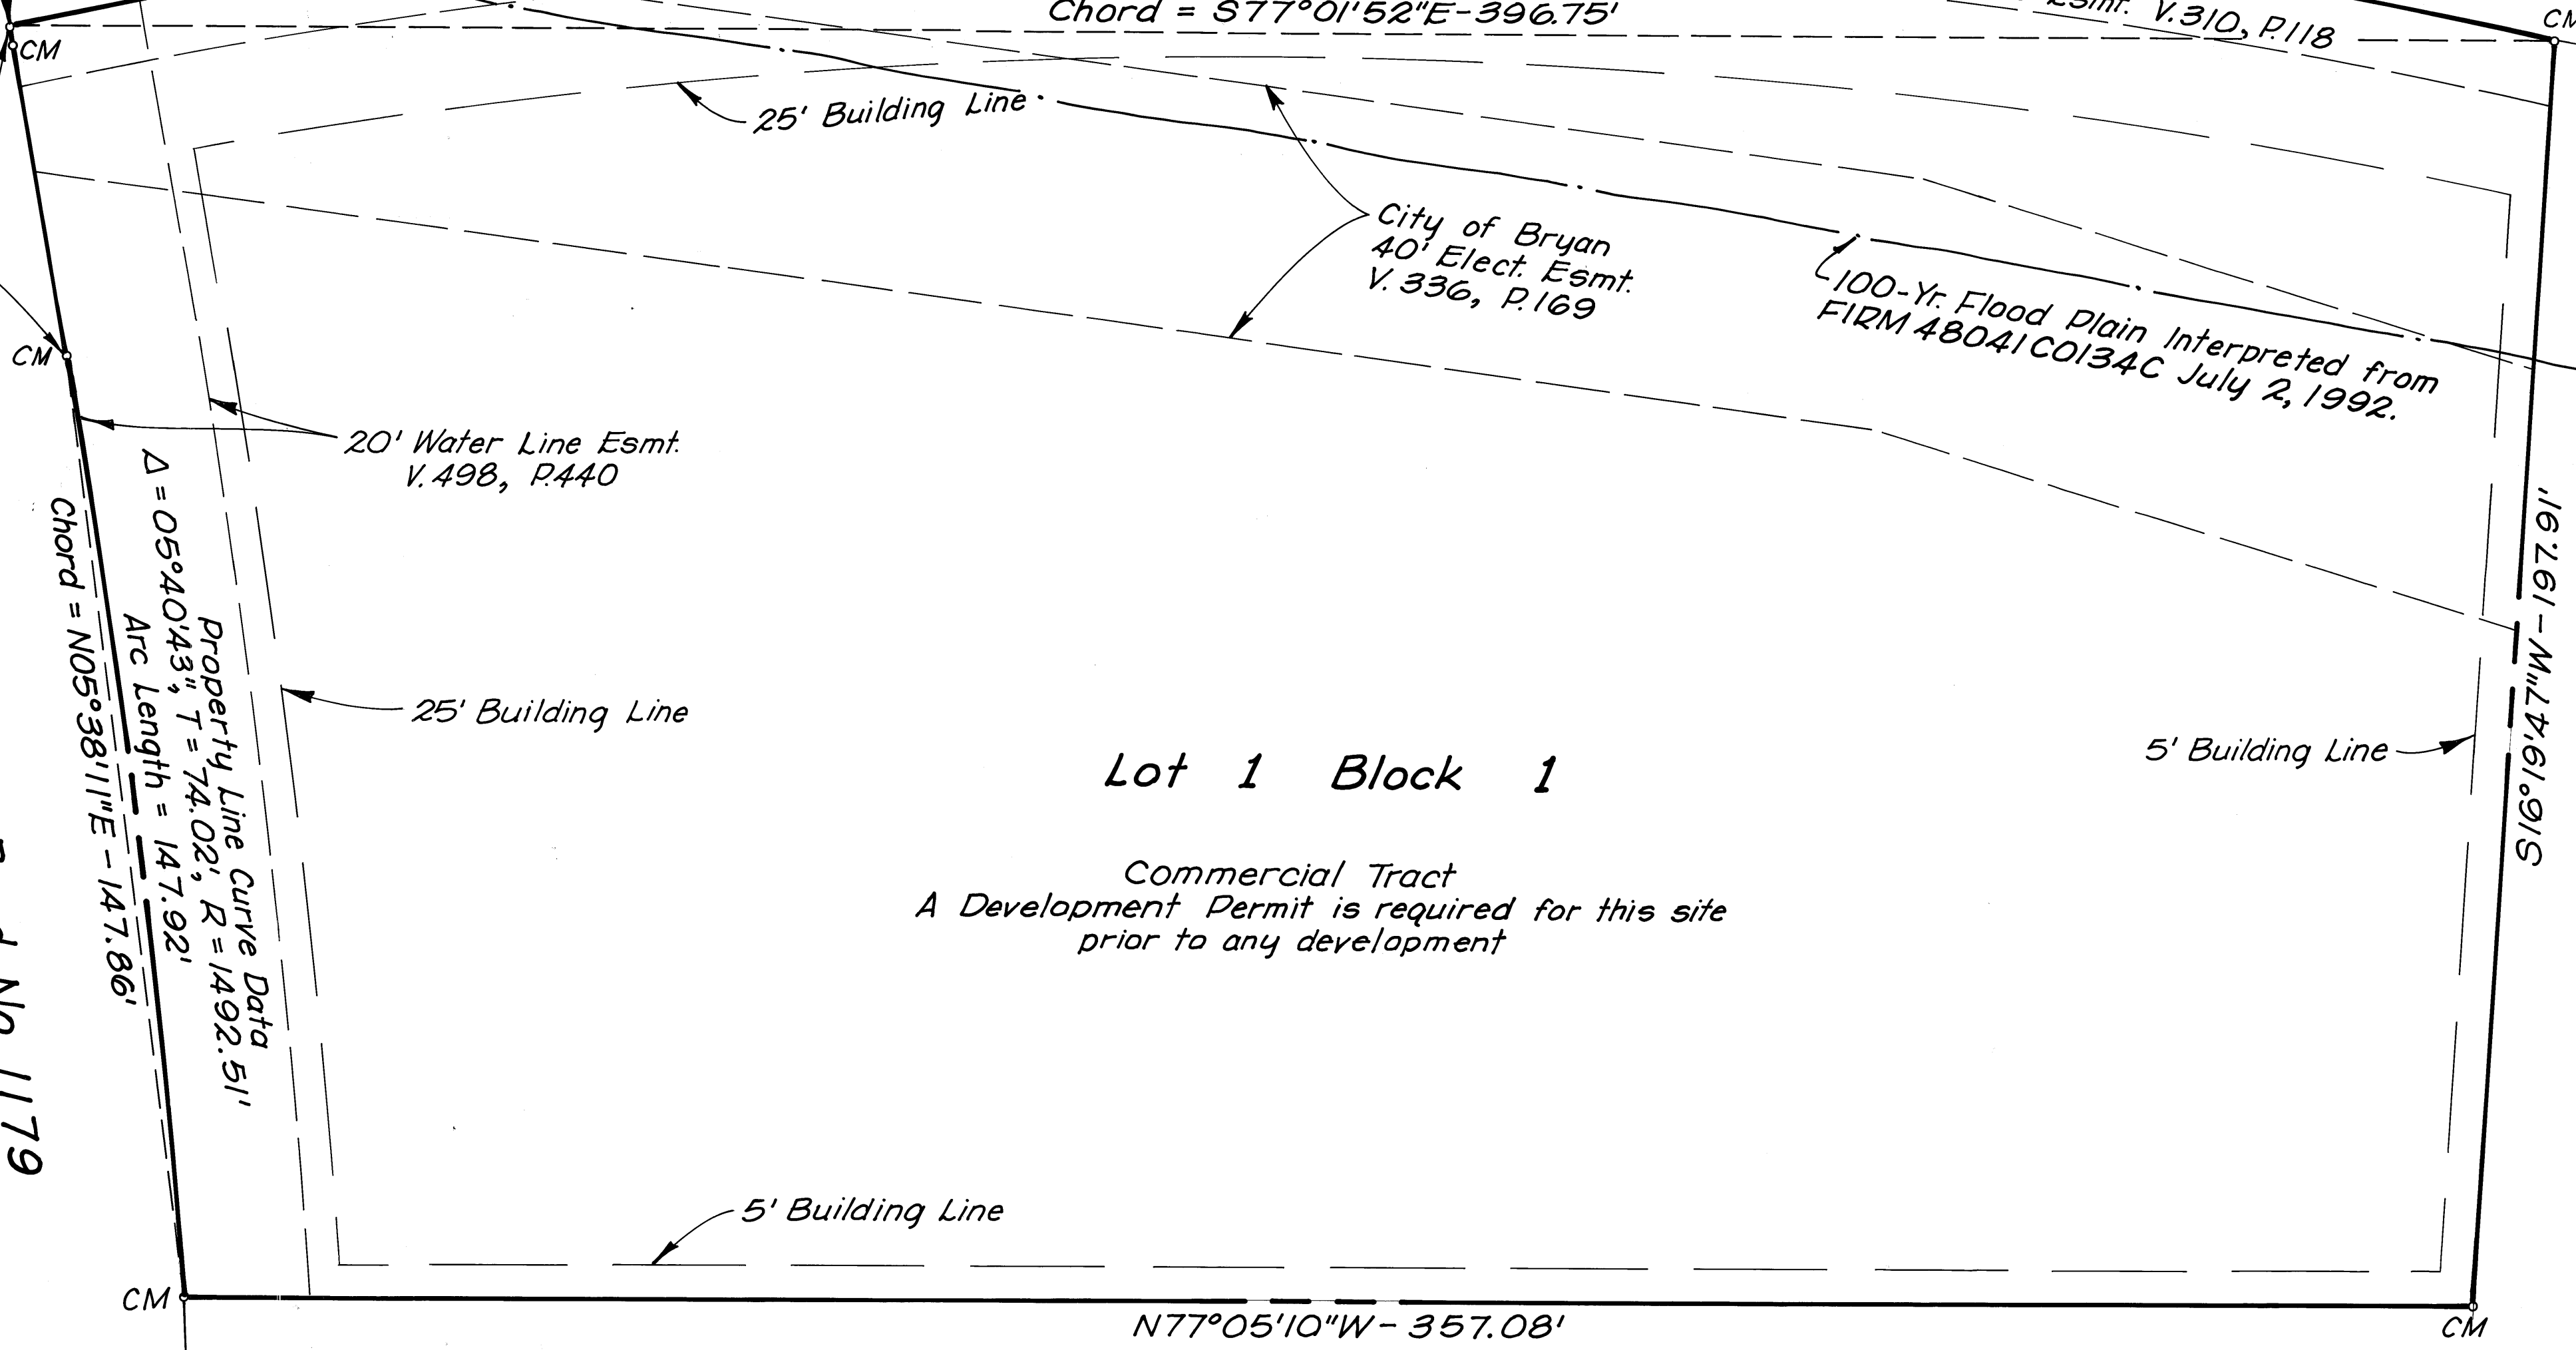 Chord = S77°01'52"E-396.75'
V.310, P.118
CM
CM
25' Building Line
City of Bryan
40' Elect. Esmt.
V. 336, P.169
100-Yr. Flood Plain Interpreted from
FIRM 48041C0134C July 2, 1992.
CM
20' Water Line Esmt.
V. 498, P.440
Property Line Curve Data
Δ = 05°40'43", T = 74.02', R = 1492.51'
Arc Length = 147.92'
Chord = N05°38'11"E - 147.86'
S16°19'47"W-197.91'
25' Building Line
5' Building Line
Lot 1 Block 1
Commercial Tract
A Development Permit is required for this site
prior to any development
No. 1179
5' Building Line
CM
N77°05'10"W - 357.08'
CM